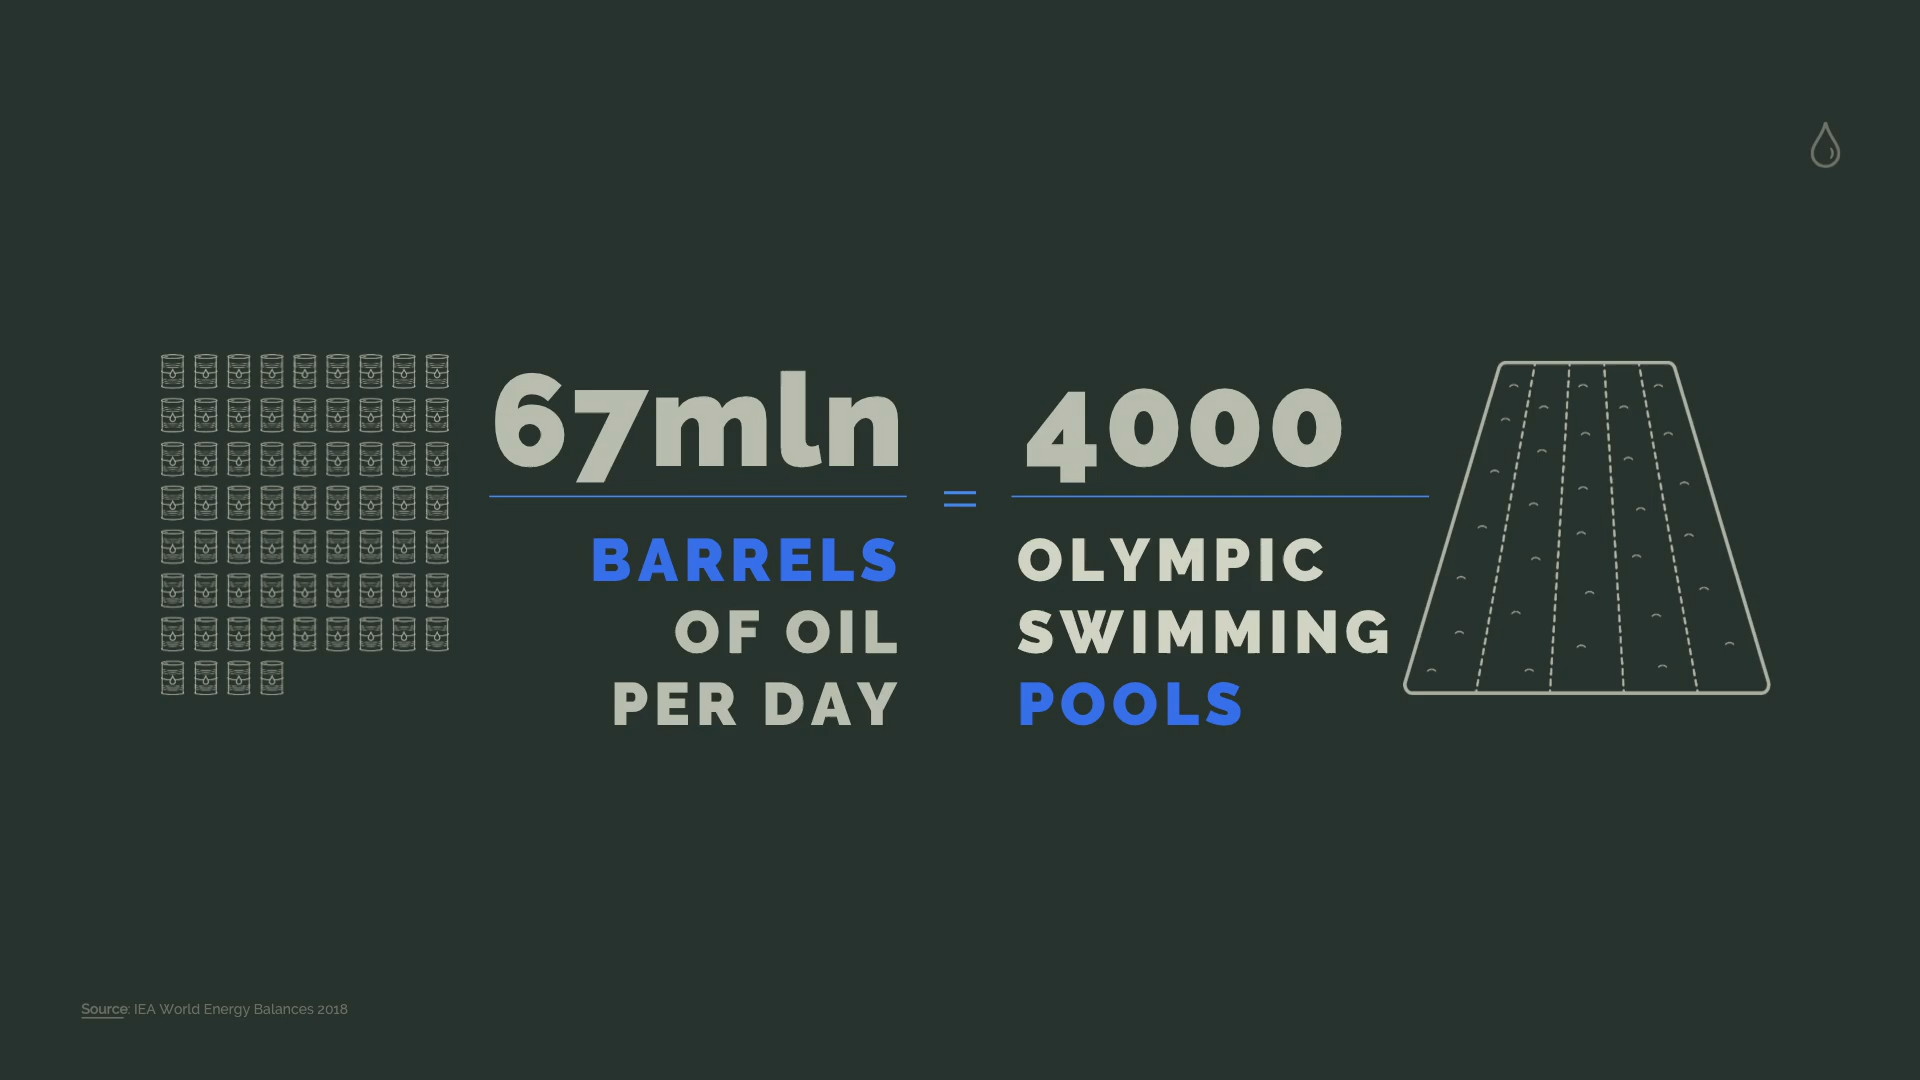 67mln
BARRELS
OF OIL
PER DAY
=
4000
OLYMPIC
SWIMMING
POOLS
Source: IEA World Energy Balances 2018